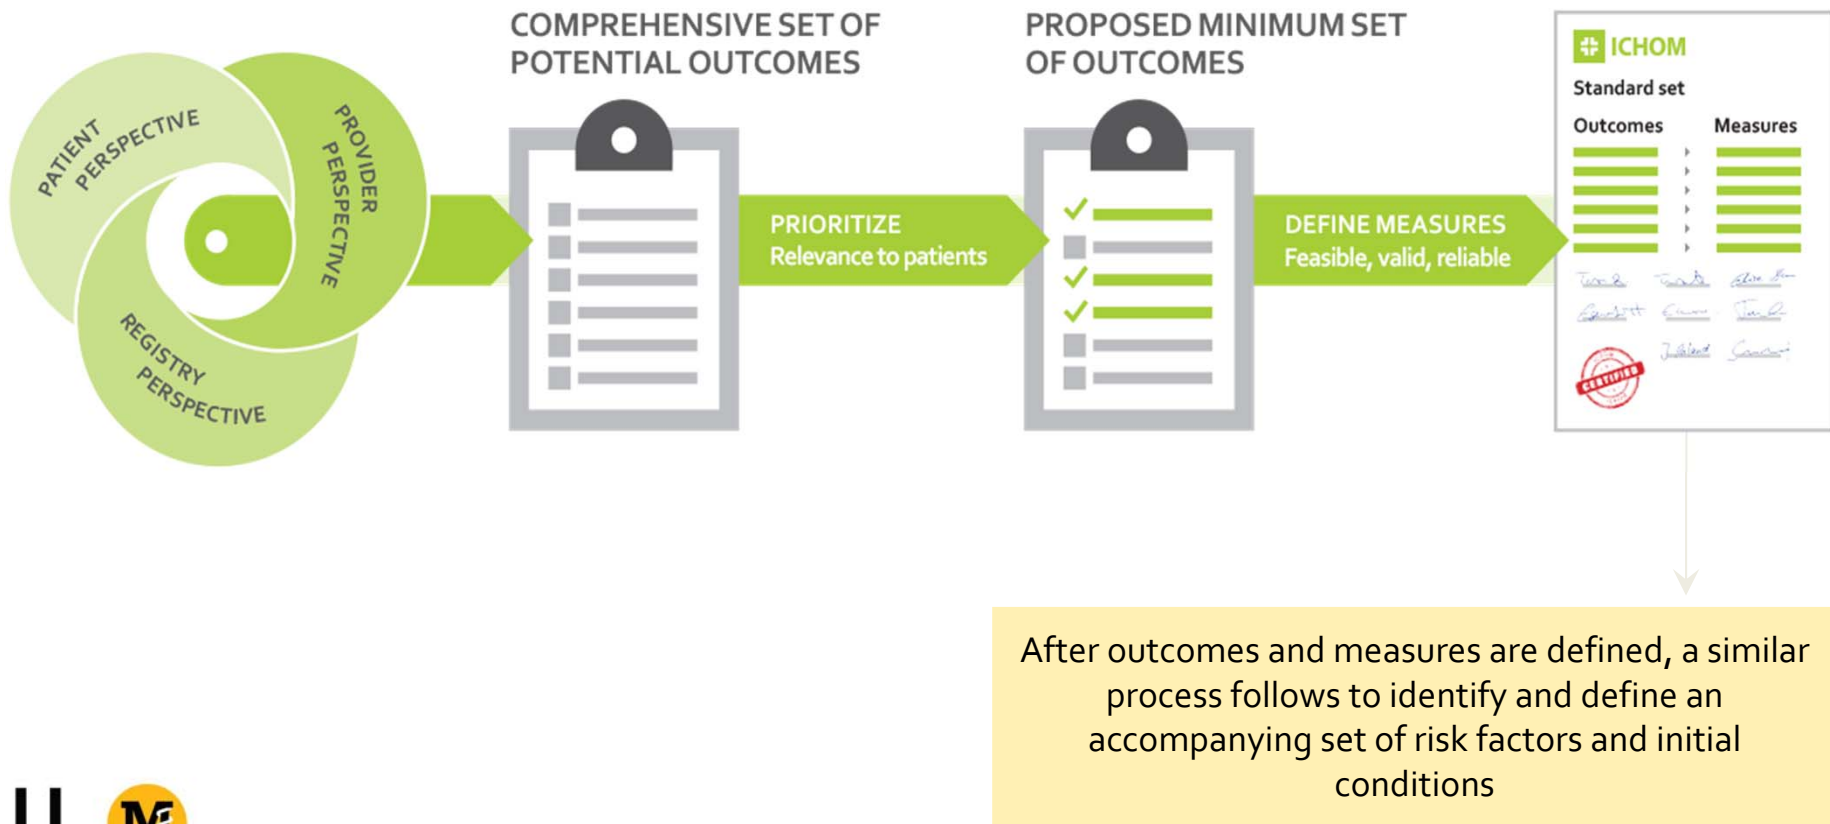 PATIENT
PERSPECTIVE
PROVIDER
PERSPECTIVE
REGISTRY
PERSPECTIVE
COMPREHENSIVE SET OF
POTENTIAL OUTCOMES
PRIORITIZE
Relevance to patients
PROPOSED MINIMUM SET
OF OUTCOMES
DEFINE MEASURES
Feasible, valid, reliable
ICHOM
Standard set
Outcomes Measures
CERTIFIED
After outcomes and measures are defined, a similar
process follows to identify and define an
accompanying set of risk factors and initial
conditions